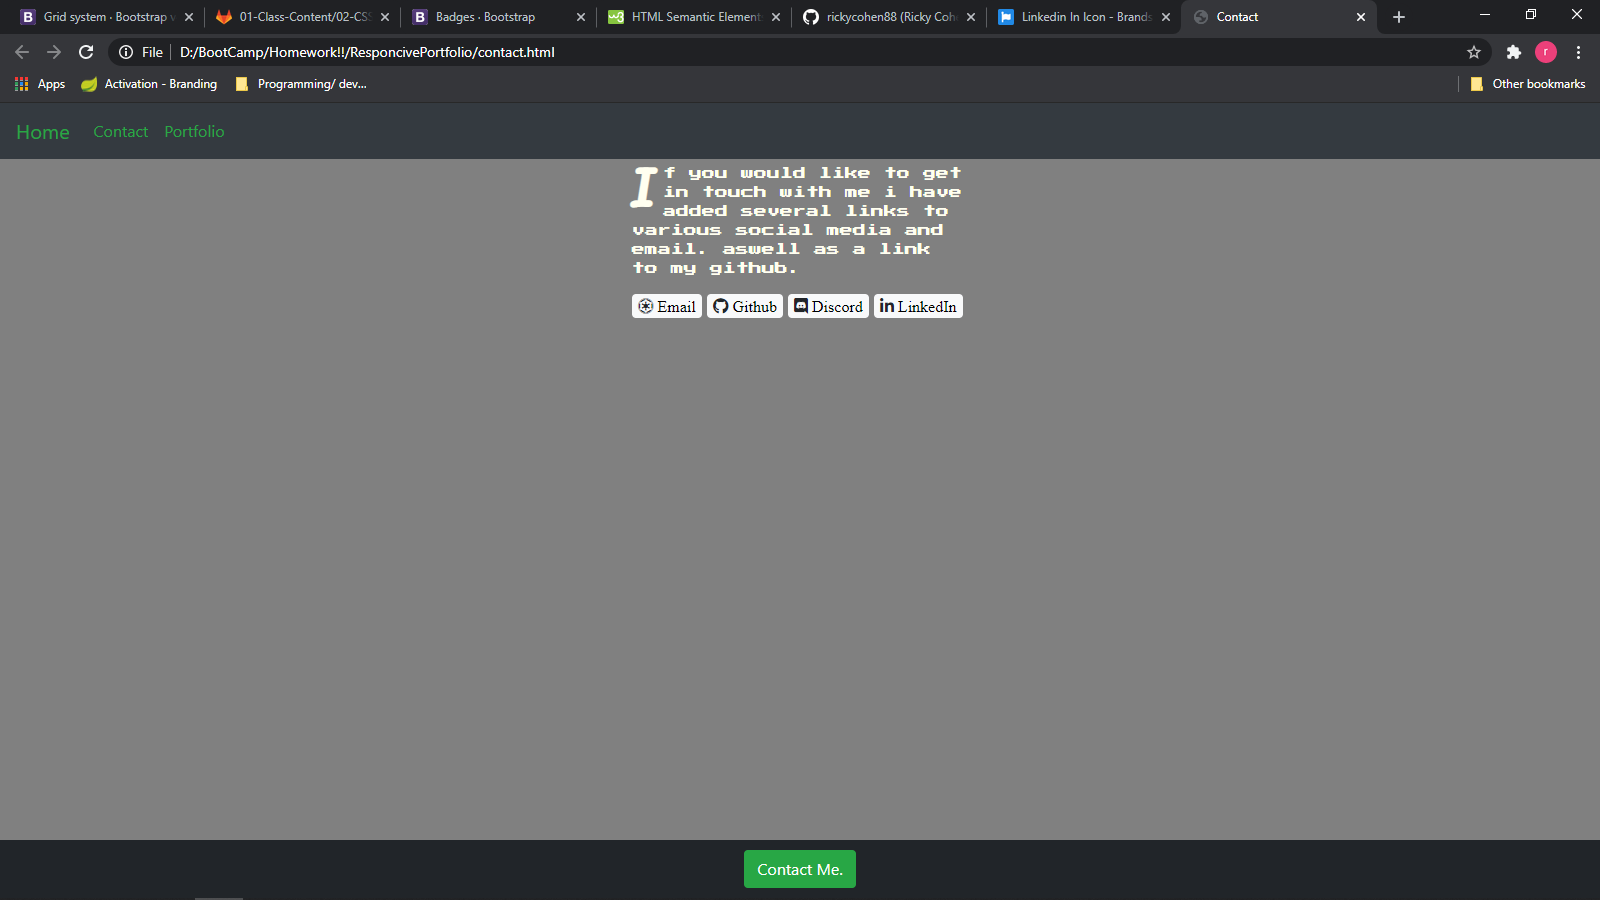 Grid system · Bootstrap v
01-Class-Content/02-CSS
Badges · Bootstrap
HTML Semantic Element
rickycohen88 (Ricky Coh
Linkedin In Icon - Brands
Contact
File
D:/BootCamp/Homework!!/ResponcivePortfolio/contact.html
r
Apps
Activation - Branding
Programming/ dev...
Other bookmarks
Home
Contact
Portfolio
If you would like to get
in touch with me i have
added several links to
various social media and
email. aswell as a link
to my github.
Email
Github
Discord
LinkedIn
Contact Me.